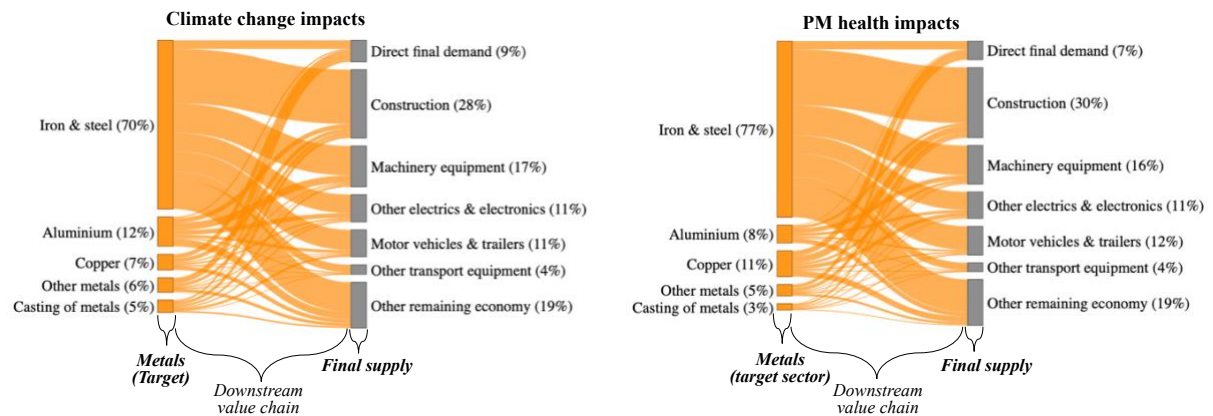 Climate change impacts
Iron & steel (70%)
Aluminium (12%)
Copper (7%)
Other metals (6%)
Casting of metals (5%)
Direct final demand (9%)
Construction (28%)
Machinery equipment (17%)
Other electrics & electronics (11%)
Motor vehicles & trailers (11%)
Other transport equipment (4%)
Other remaining economy (19%)
Metals
(Target)
Downstream
value chain
Final supply
PM health impacts
Iron & steel (77%)
Aluminium (8%)
Copper (11%)
Other metals (5%)
Casting of metals (3%)
Direct final demand (7%)
Construction (30%)
Machinery equipment (16%)
Other electrics & electronics (11%)
Motor vehicles & trailers (12%)
Other transport equipment (4%)
Other remaining economy (19%)
Metals
(target sector)
Downstream
value chain
Final supply